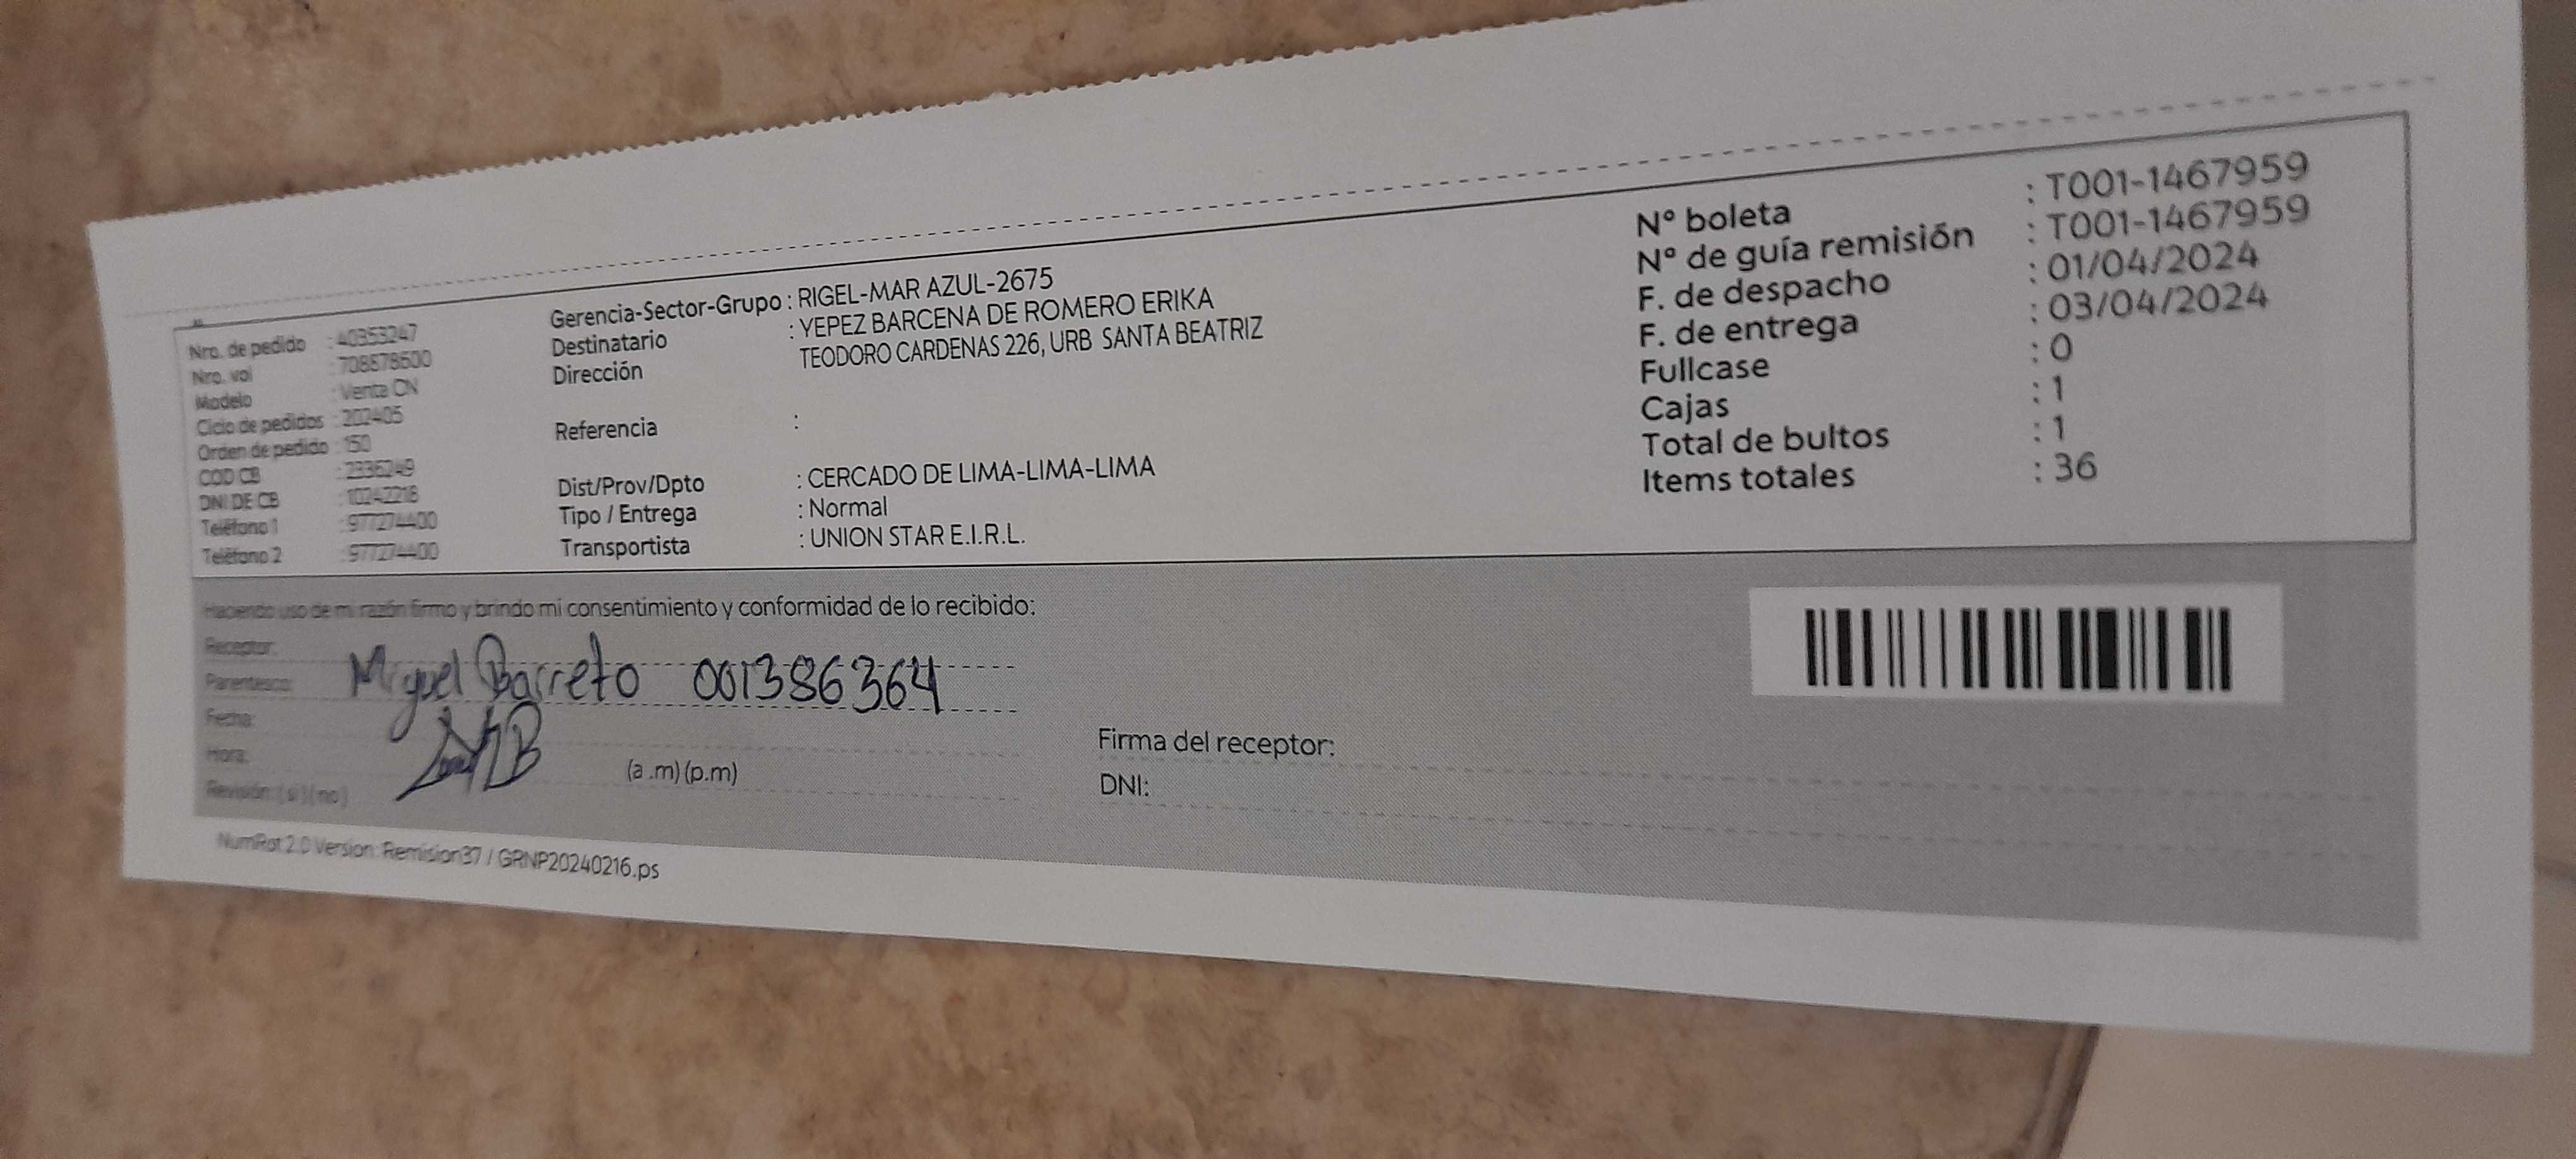 Nro. de pedido : 40353247
Nro. vol : 708578600
Modelo : Venta CN
Ciclo de pedidos : 202405
Orden de pedido : 150
COD CB : 2336249
DNI DE CB : 10242218
Teléfono 1 : 977274400
Teléfono 2 : 977274400
Gerencia-Sector-Grupo : RIGEL-MAR AZUL-2675
Destinatario : YEPEZ BARCENA DE ROMERO ERIKA
Dirección TEODORO CARDENAS 226, URB SANTA BEATRIZ
Referencia :
Dist/Prov/Dpto : CERCADO DE LIMA-LIMA-LIMA
Tipo / Entrega : Normal
Transportista : UNION STAR E.I.R.L.
N° boleta : T001-1467959
N° de guía remisión : T001-1467959
F. de despacho : 01/04/2024
F. de entrega : 03/04/2024
Fullcase : 0
Cajas : 1
Total de bultos : 1
Items totales : 36
Haciendo uso de mi razón firmo y brindo mi consentimiento y conformidad de lo recibido:
Receptor:
Parentesco: Miguel Barreto 001386364
Fecha:
Hora: (a .m) (p.m)
Revisión: ( si ) ( no )
Firma del receptor:
DNI:
NumRot 2.0 Version: Remision37 / GRNP20240216.ps